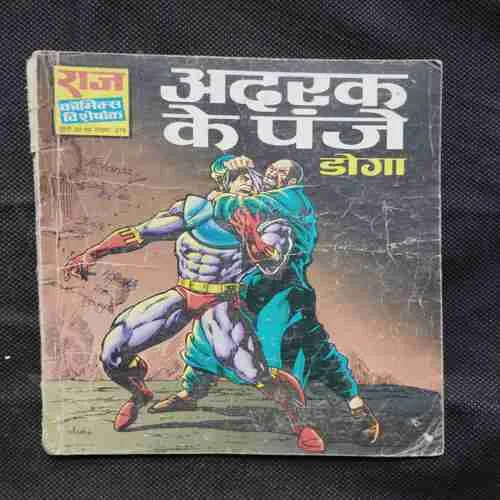 राज
कॉमिक्स
विशेषांक
अदरक
के पंजे
डोगा